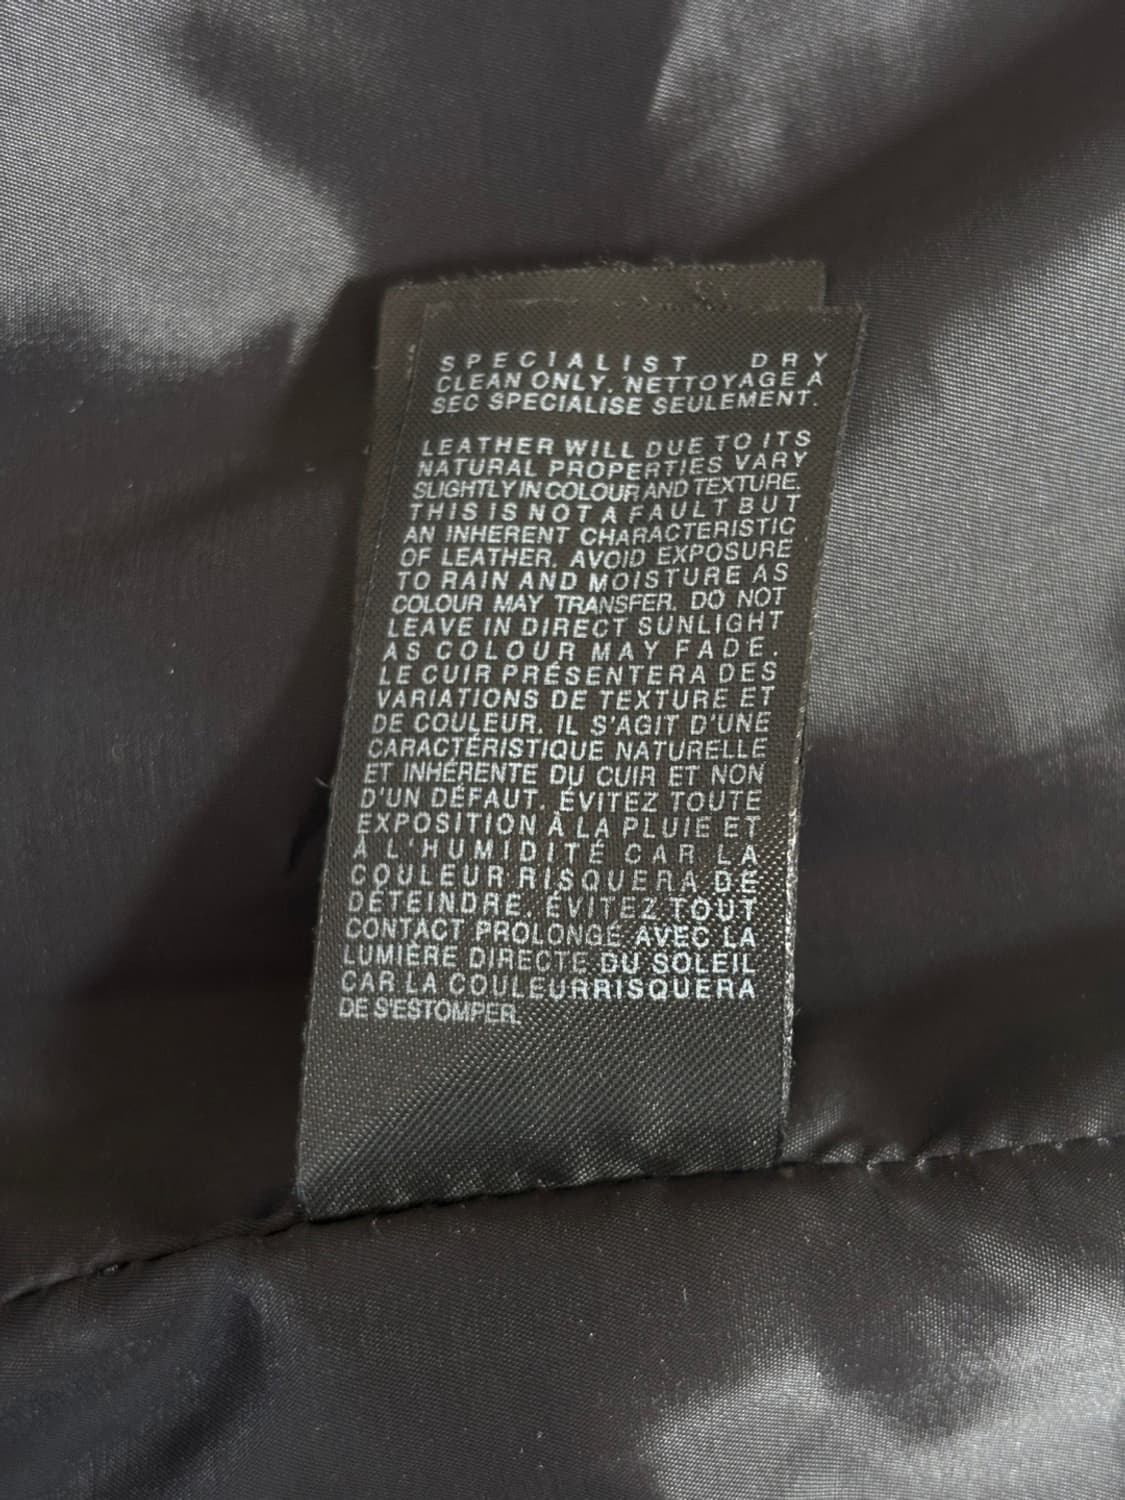 SPECIALIST DRY
CLEAN ONLY. NETTOYAGE A
SEC SPECIALISE SEULEMENT.
LEATHER WILL DUE TO ITS
NATURAL PROPERTIES VARY
SLIGHTLY IN COLOUR AND TEXTURE.
THIS IS NOT A FAULT BUT
AN INHERENT CHARACTERISTIC
OF LEATHER. AVOID EXPOSURE
TO RAIN AND MOISTURE AS
COLOUR MAY TRANSFER. DO NOT
LEAVE IN DIRECT SUNLIGHT
AS COLOUR MAY FADE.
LE CUIR PRÉSENTERA DES
VARIATIONS DE TEXTURE ET
DE COULEUR. IL S'AGIT D'UNE
CARACTÉRISTIQUE NATURELLE
ET INHÉRENTE DU CUIR ET NON
D'UN DÉFAUT. ÉVITEZ TOUTE
EXPOSITION À LA PLUIE ET
À L'HUMIDITÉ CAR LA
COULEUR RISQUERA DE
DÉTEINDRE. ÉVITEZ TOUT
CONTACT PROLONGÉ AVEC LA
LUMIÈRE DIRECTE DU SOLEIL
CAR LA COULEURRISQUERA
DE S'ESTOMPER.